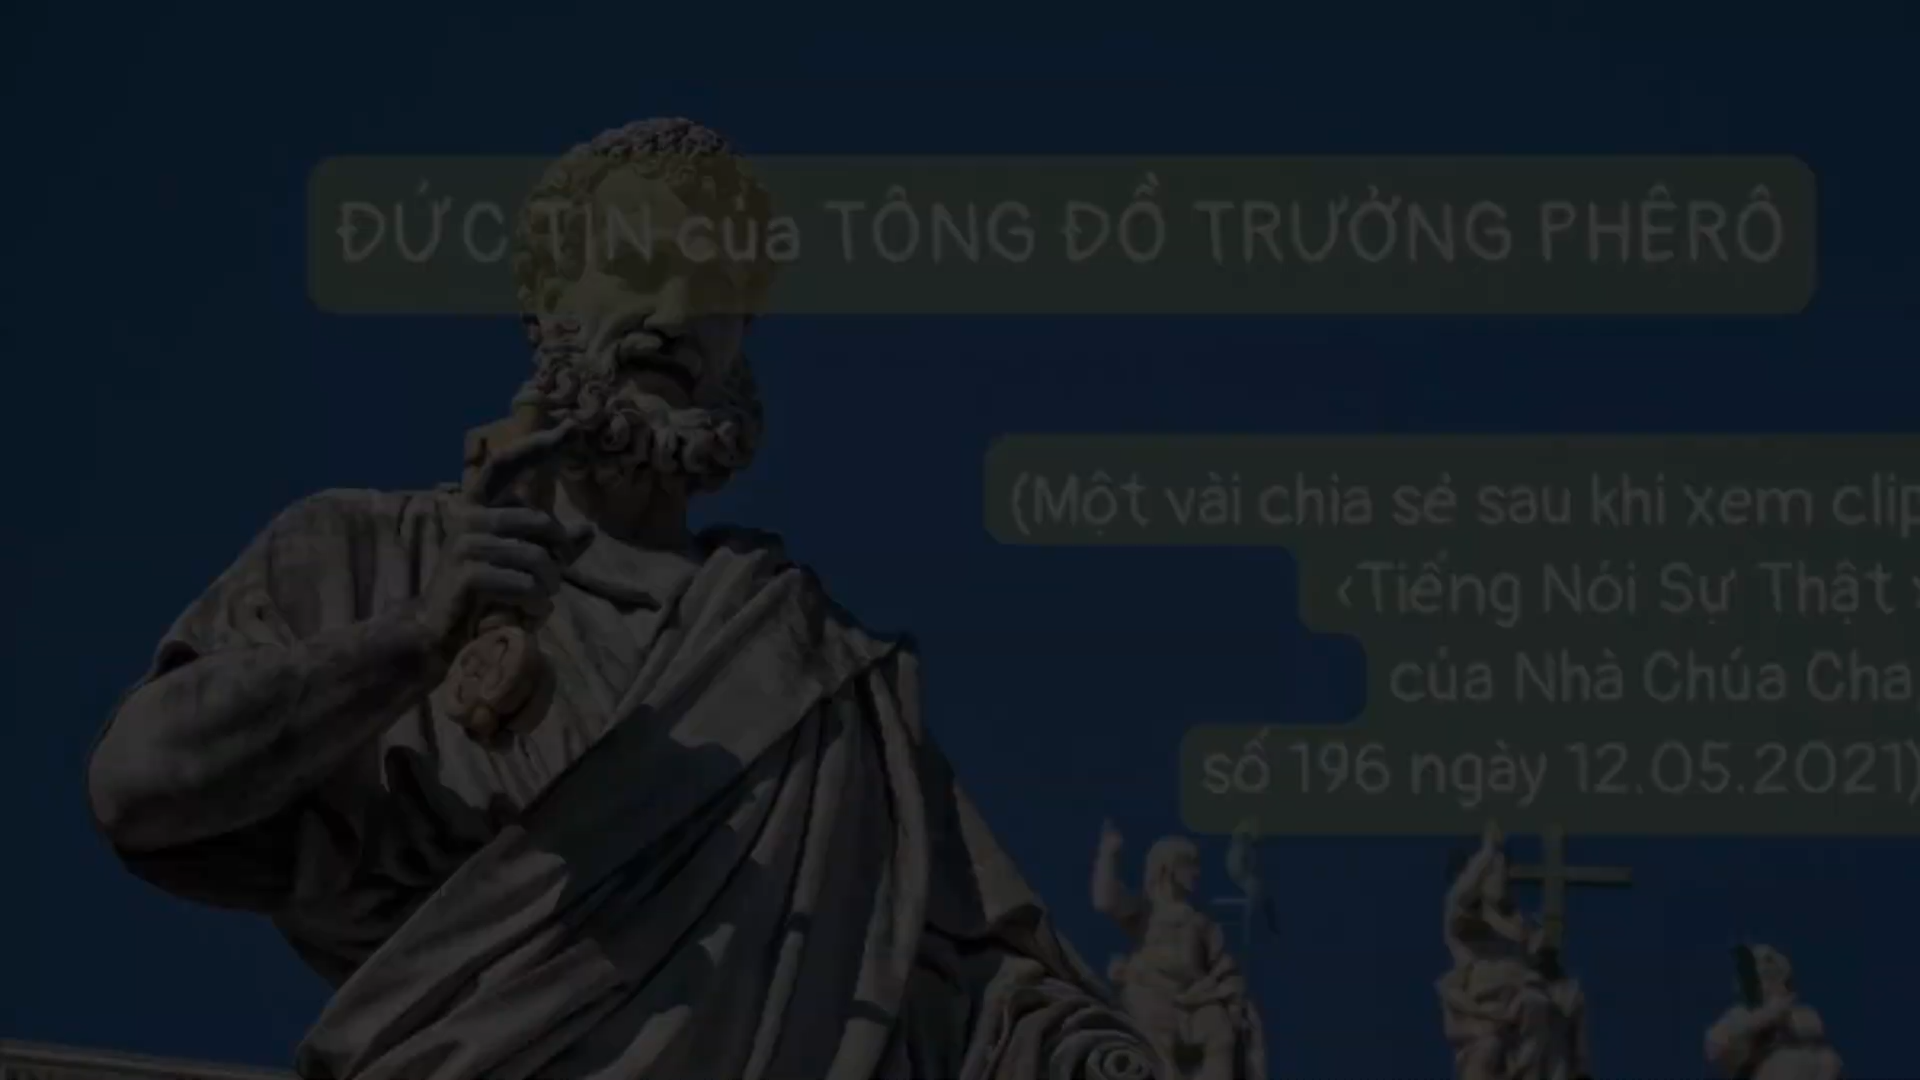 ĐỨC TIN của TÔNG ĐỒ TRƯỞNG PHÊRÔ
(Một vài chia sẻ sau khi xem clip
‹Tiếng Nói Sự Thật ›
của Nhà Chúa Cha
số 196 ngày 12.05.2021)